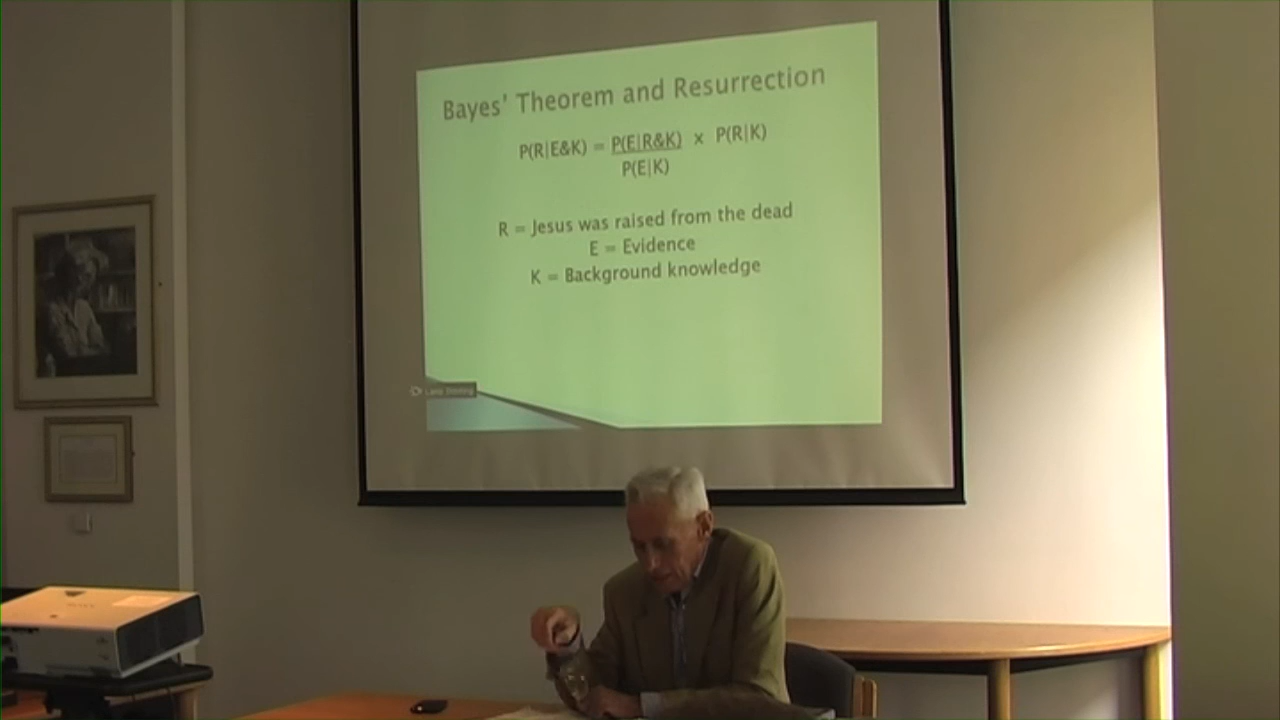 Bayes' Theorem and Resurrection
P(R|E&K) = P(E|R&K) x P(R|K)
P(E|K)
R = Jesus was raised from the dead
E = Evidence
K = Background knowledge